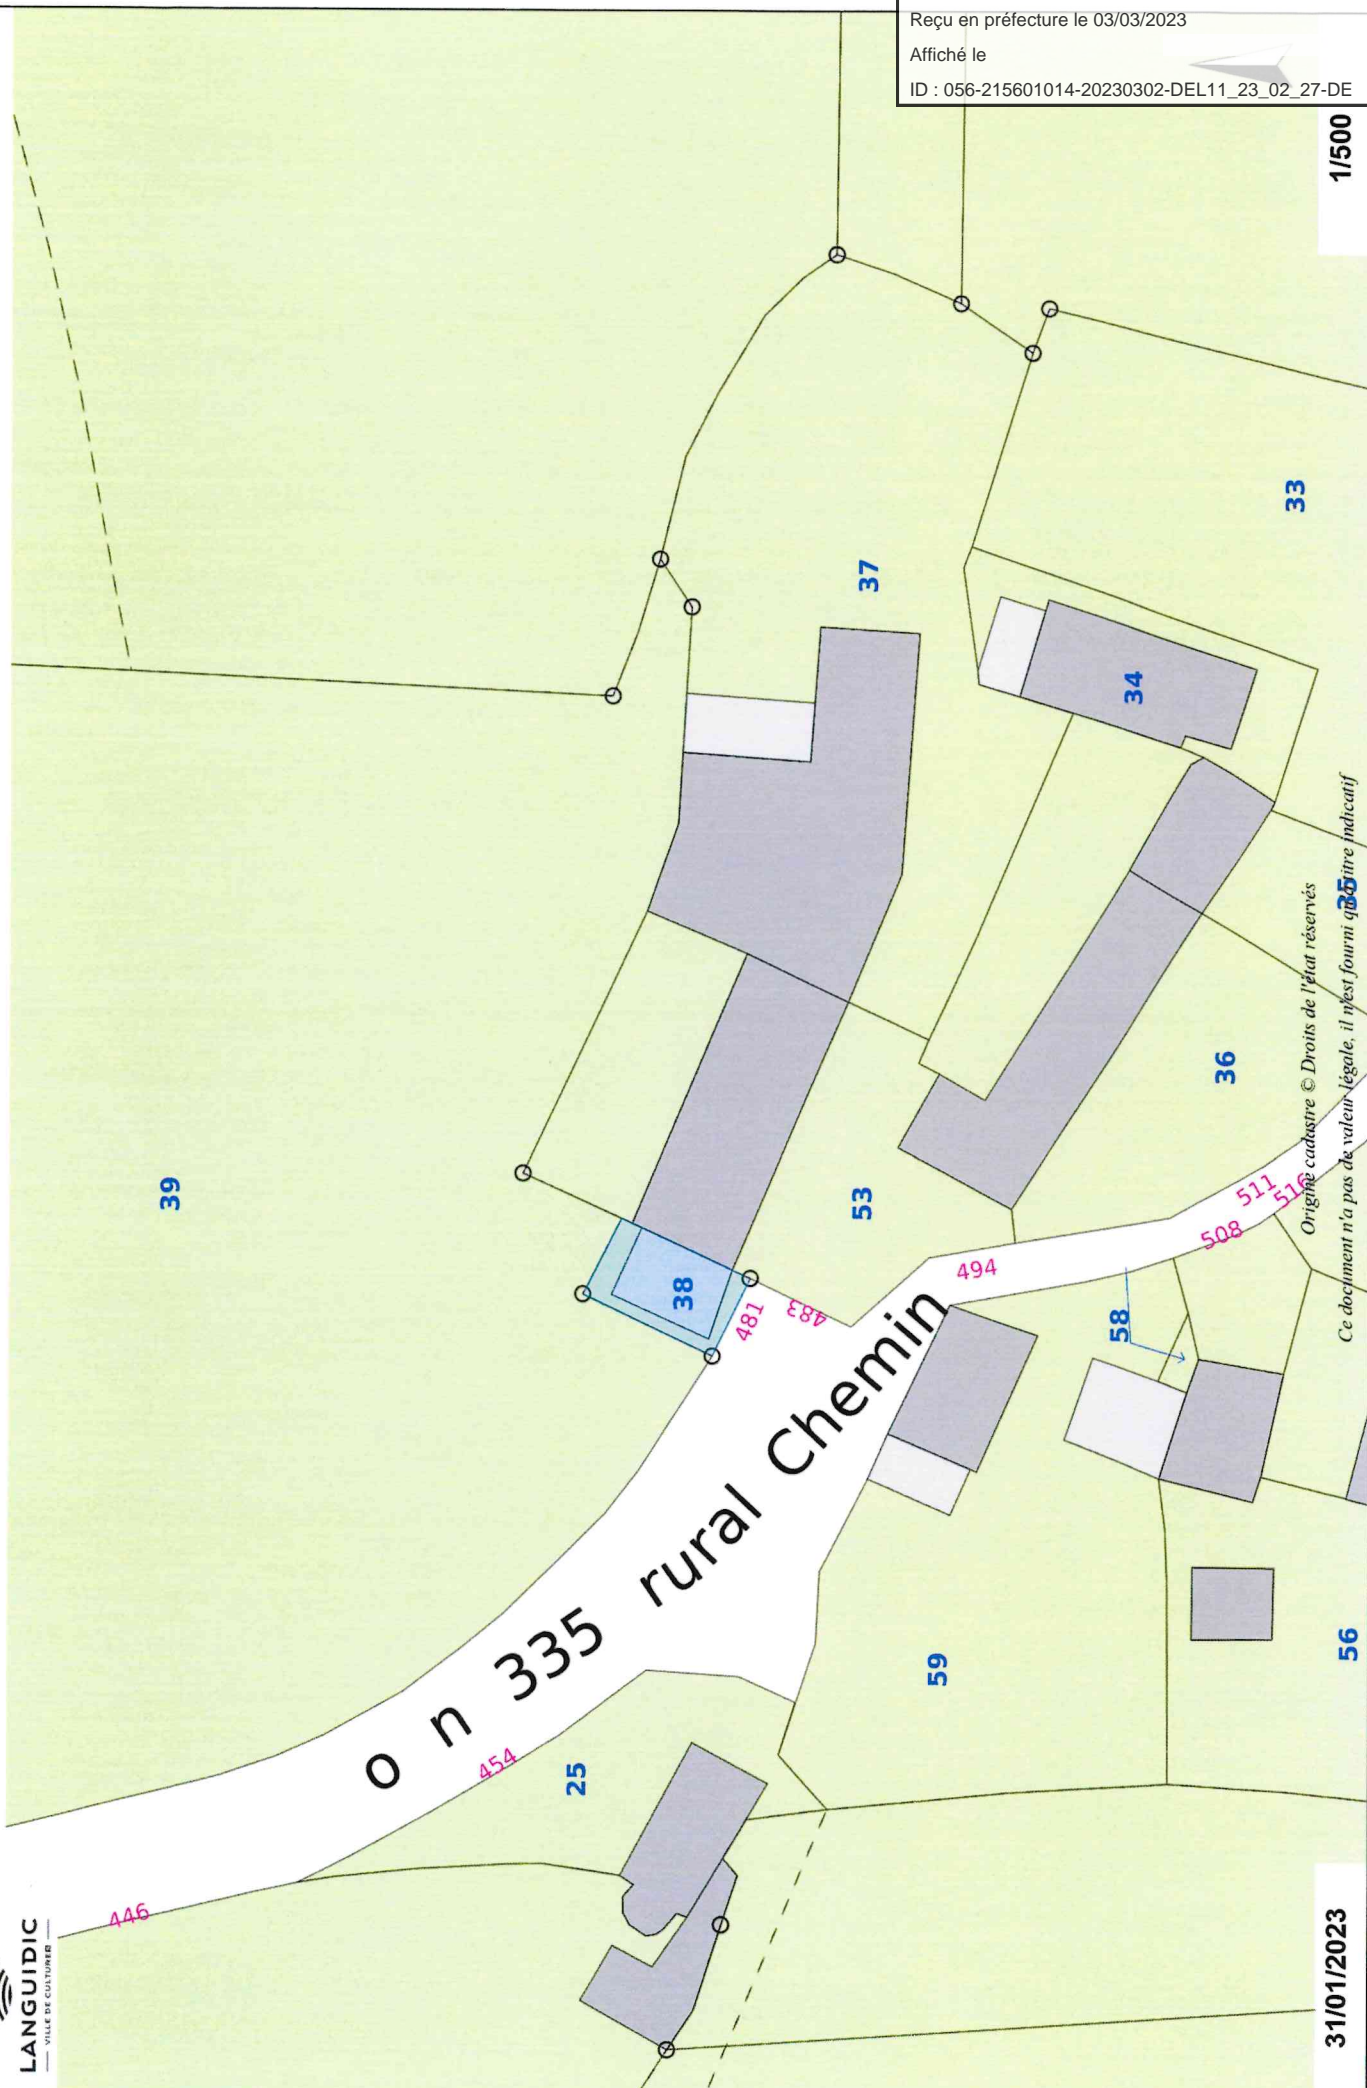 Reçu en préfecture le 03/03/2023
Affiché le
ID : 056-215601014-20230302-DEL11_23_02_27-DE
1/500
33
37
34
35
Origine cadastre © Droits de l'état réservés
Ce document n'a pas de valeur légale, il n'est fourni qu'à titre indicatif
36
39
53
511
516
508
494
38
481
483
58
Chemin rural 335 n o
59
56
454
25
446
LANGUIDIC
VILLE DE CULTURES
31/01/2023